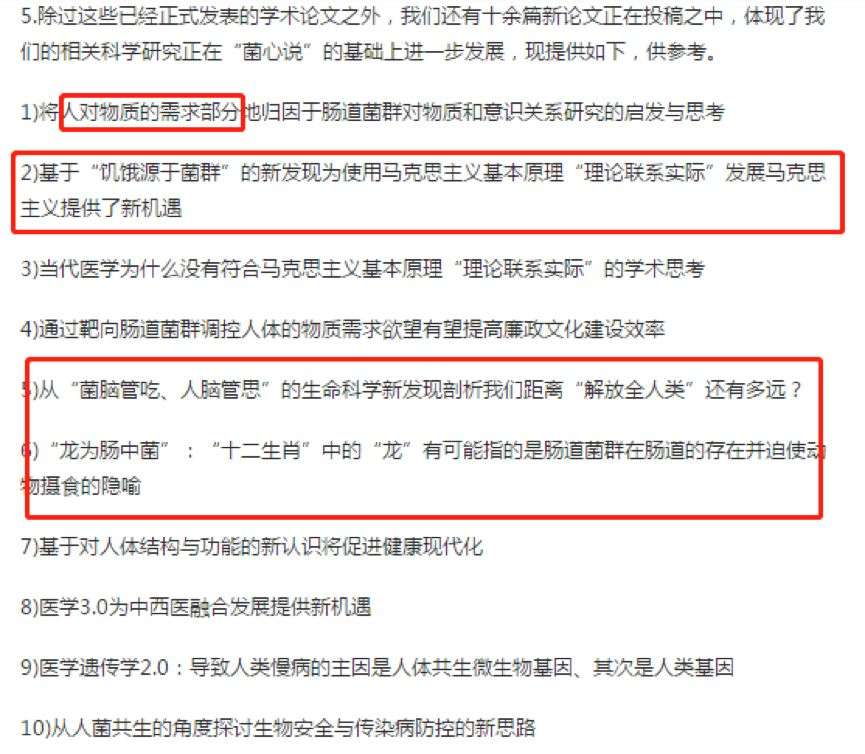 5.除过这些已经正式发表的学术论文之外，我们还有十余篇新论文正在投稿之中，体现了我
们的相关科学研究正在“菌心说”的基础上进一步发展，现提供如下，供参考。
1)将人对物质的需求部分地归因于肠道菌群对物质和意识关系研究的启发与思考
2)基于“饥饿源于菌群”的新发现为使用马克思主义基本原理“理论联系实际”发展马克思
主义提供了新机遇
3)当代医学为什么没有符合马克思主义基本原理“理论联系实际”的学术思考
4)通过靶向肠道菌群调控人体的物质需求欲望有望提高廉政文化建设效率
5)从“菌脑管吃、人脑管思”的生命科学新发现剖析我们距离“解放全人类”还有多远？
6)“龙为肠中菌”：“十二生肖”中的“龙”有可能指的是肠道菌群在肠道的存在并迫使动
物摄食的隐喻
7)基于对人体结构与功能的新认识将促进健康现代化
8)医学3.0为中西医融合发展提供新机遇
9)医学遗传学2.0：导致人类慢病的主因是人体共生微生物基因、其次是人类基因
10)从人菌共生的角度探讨生物安全与传染病防控的新思路